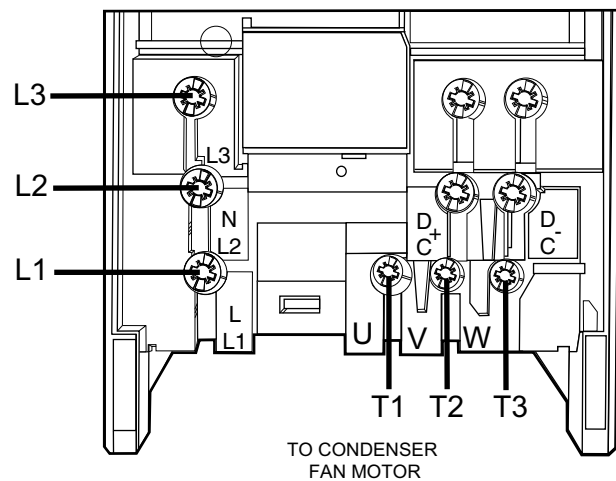 L3
L3
L2
N
L2
D
C
+
D
C
-
L1
L
L1
U
V
W
T1
T2
T3
TO CONDENSER
FAN MOTOR